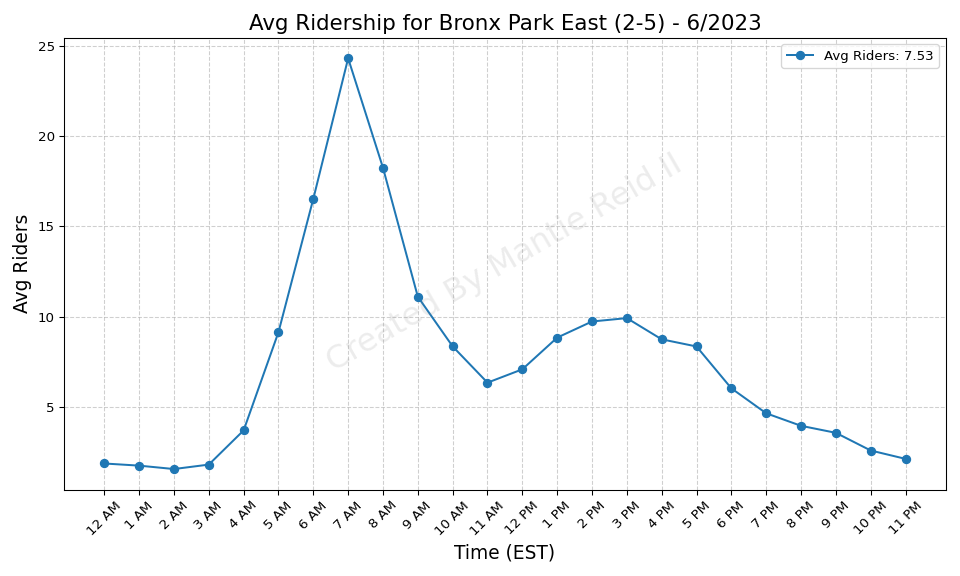 Avg Ridership for Bronx Park East (2-5) - 6/2023
Avg Riders: 7.53
25
20
15
10
5
Avg Riders
Created By Mantle Reid II
12 AM
1 AM
2 AM
3 AM
4 AM
5 AM
6 AM
7 AM
8 AM
9 AM
10 AM
11 AM
12 PM
1 PM
2 PM
3 PM
4 PM
5 PM
6 PM
7 PM
8 PM
9 PM
10 PM
11 PM
Time (EST)